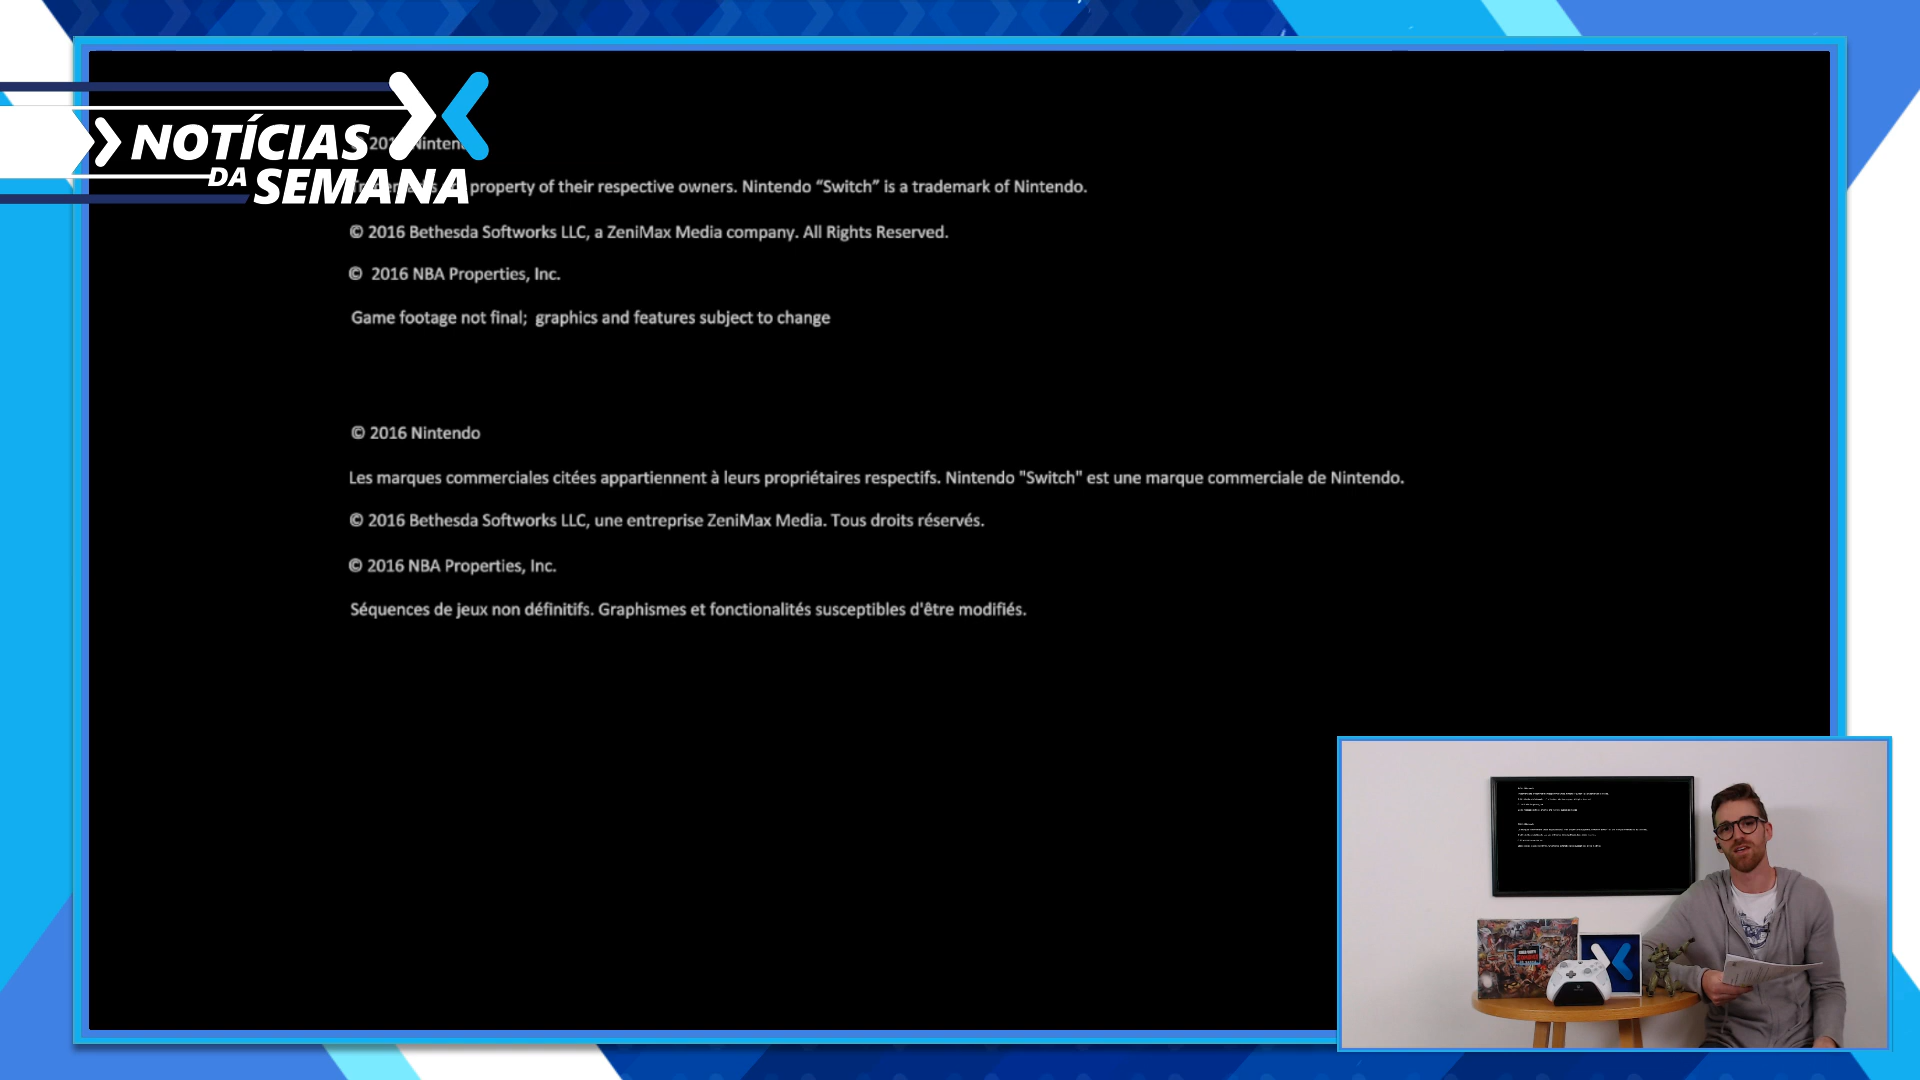 NOTÍCIAS
DA SEMANA
property of their respective owners. Nintendo “Switch” is a trademark of Nintendo.
© 2016 Bethesda Softworks LLC, a ZeniMax Media company. All Rights Reserved.
© 2016 NBA Properties, Inc.
Game footage not final; graphics and features subject to change
© 2016 Nintendo
Les marques commerciales citées appartiennent à leurs propriétaires respectifs. Nintendo "Switch" est une marque commerciale de Nintendo.
© 2016 Bethesda Softworks LLC, une entreprise ZeniMax Media. Tous droits réservés.
© 2016 NBA Properties, Inc.
Séquences de jeux non définitifs. Graphismes et fonctionalités susceptibles d'être modifiés.